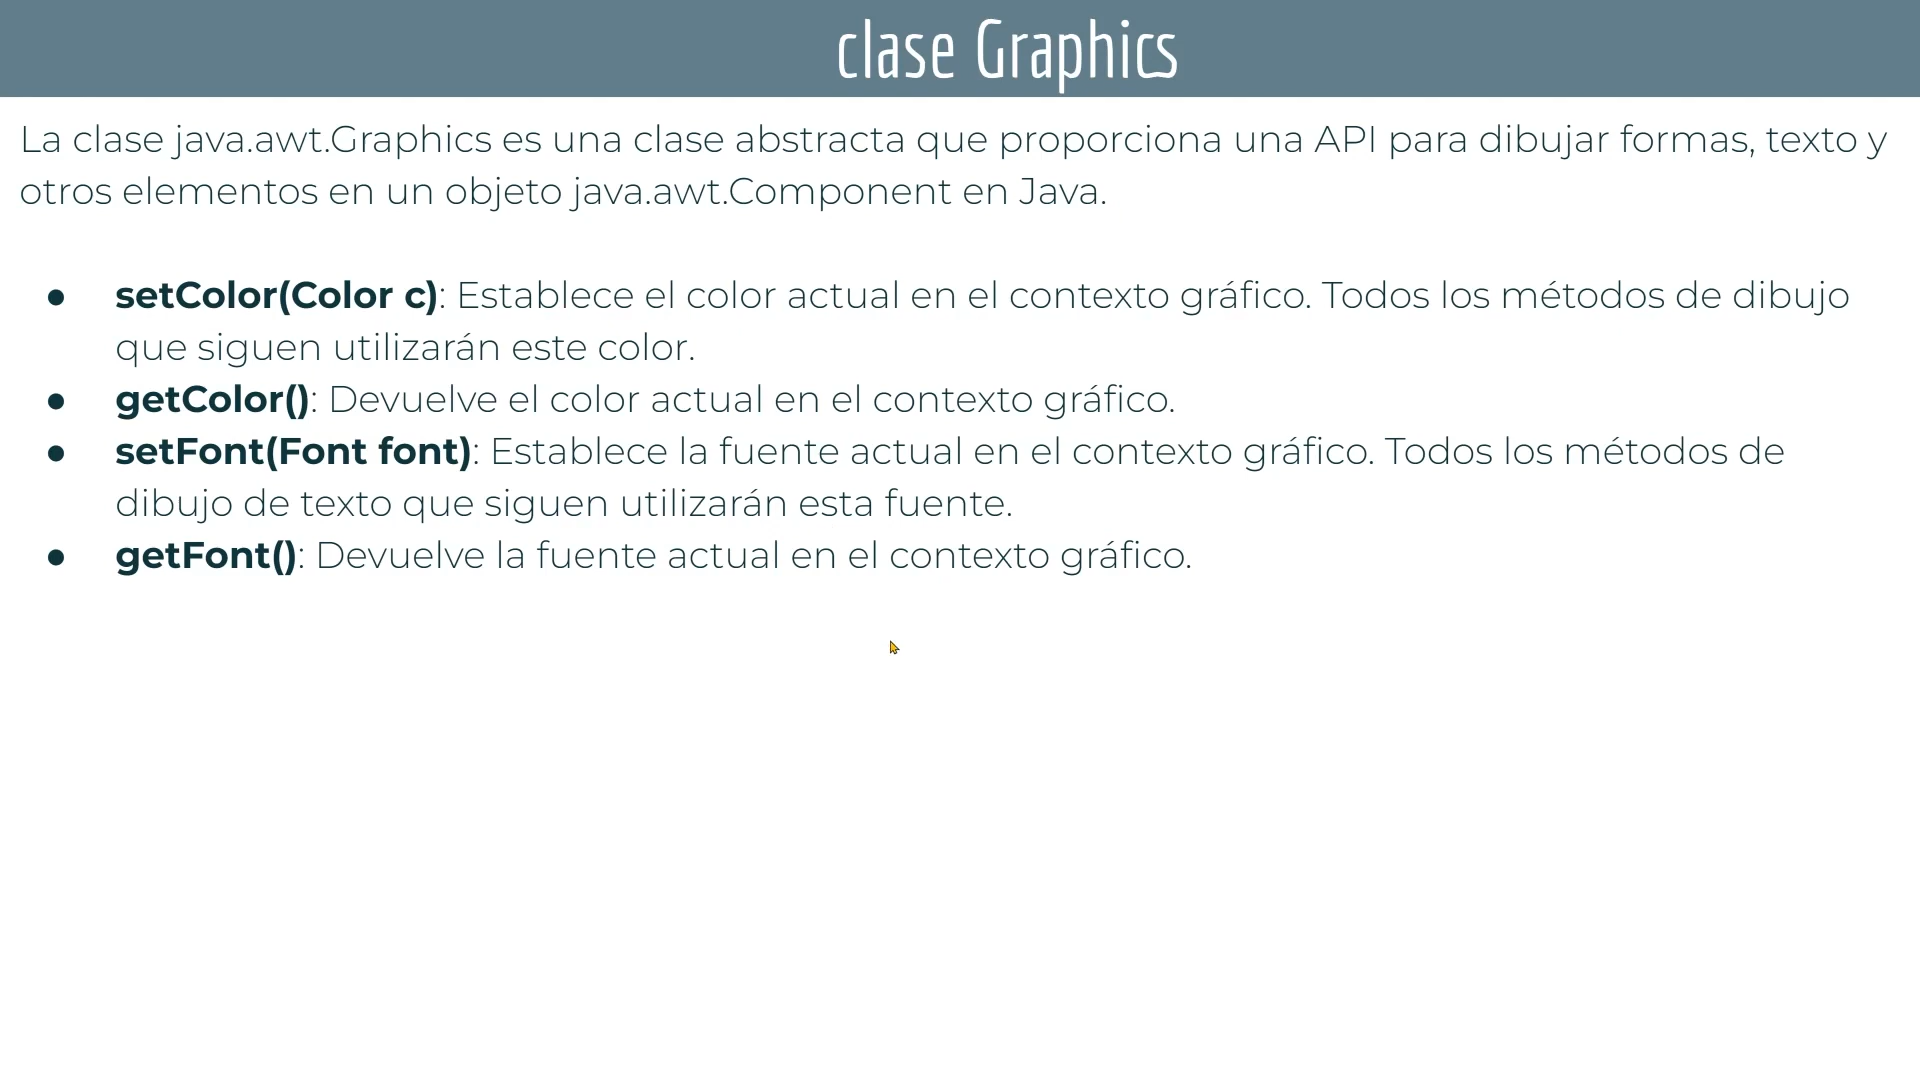 clase Graphics
La clase java.awt.Graphics es una clase abstracta que proporciona una API para dibujar formas, texto y
otros elementos en un objeto java.awt.Component en Java.
● setColor(Color c): Establece el color actual en el contexto gráfico. Todos los métodos de dibujo
que siguen utilizarán este color.
● getColor(): Devuelve el color actual en el contexto gráfico.
● setFont(Font font): Establece la fuente actual en el contexto gráfico. Todos los métodos de
dibujo de texto que siguen utilizarán esta fuente.
● getFont(): Devuelve la fuente actual en el contexto gráfico.